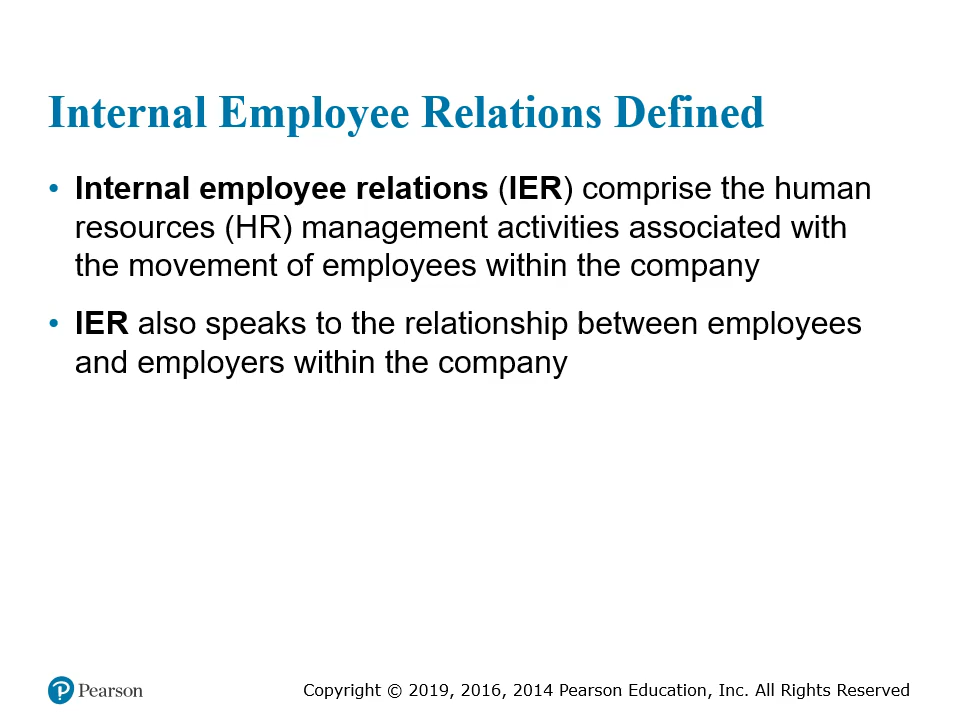 Internal Employee Relations Defined
• Internal employee relations (IER) comprise the human
resources (HR) management activities associated with
the movement of employees within the company
• IER also speaks to the relationship between employees
and employers within the company
Pearson
Copyright © 2019, 2016, 2014 Pearson Education, Inc. All Rights Reserved